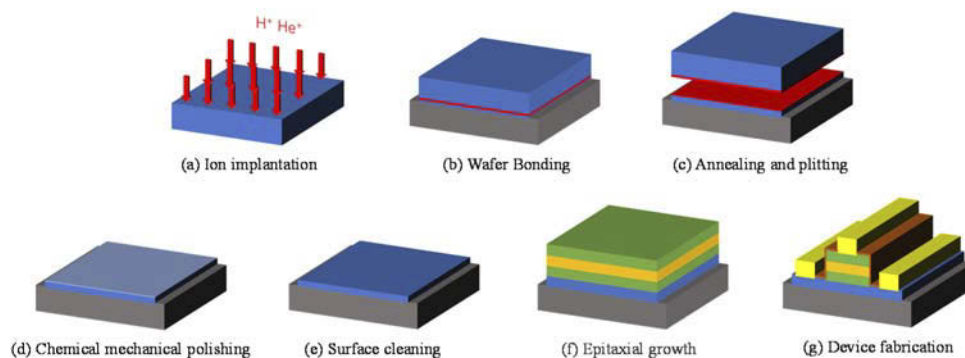 H⁺ He⁺
(a) Ion implantation
(b) Wafer Bonding
(c) Annealing and plitting
(d) Chemical mechanical polishing
(e) Surface cleaning
(f) Epitaxial growth
(g) Device fabrication